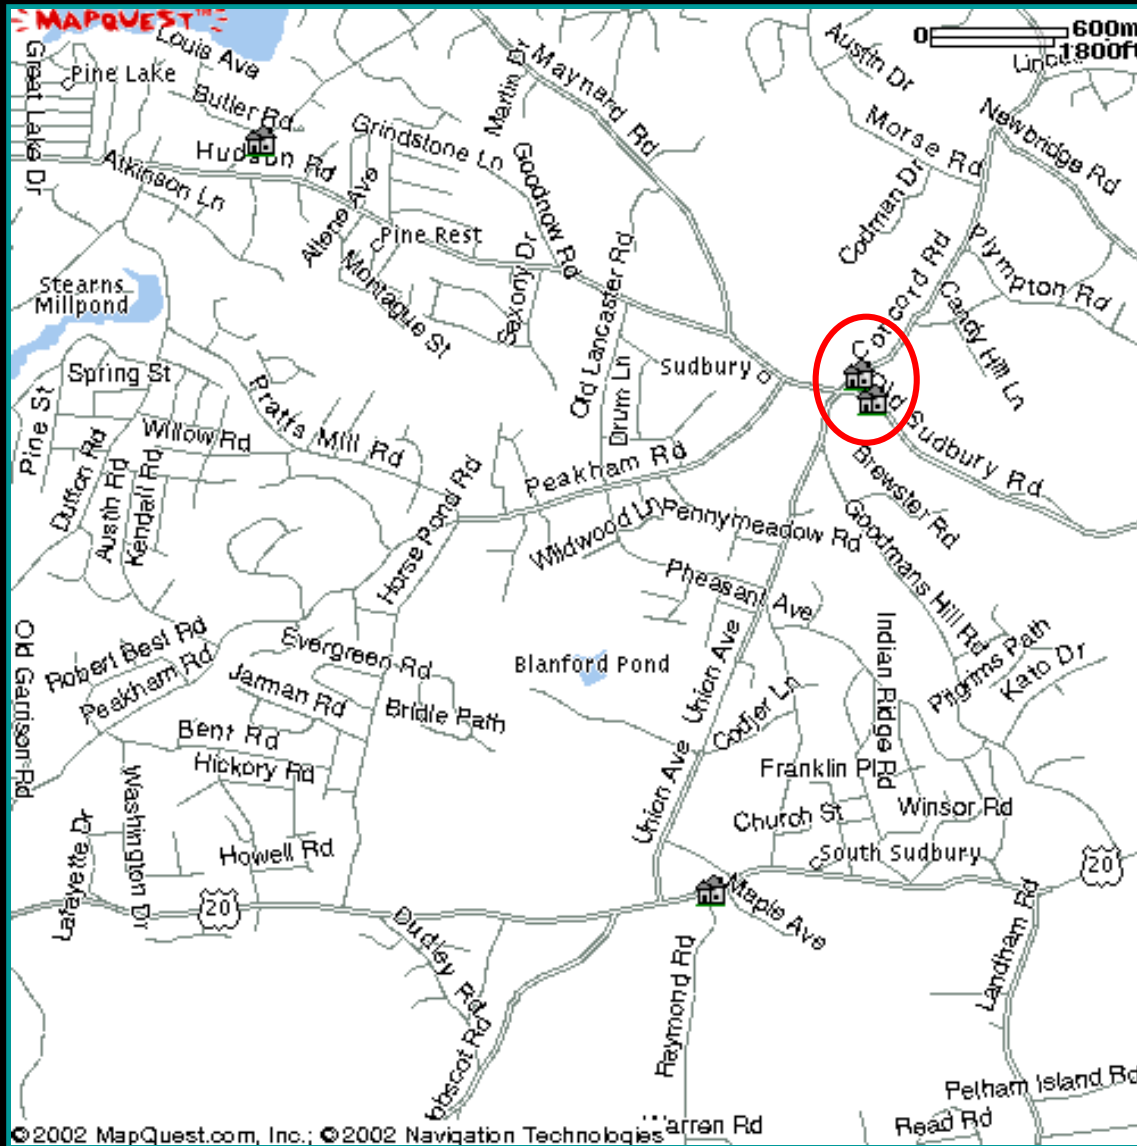 MAPQUEST™
0 600m
1800ft
Louis Ava
Pine Lake
Great Lake Dr
Butler Rd
Hudson Rd
Atkinson Ln
Martin Dr
Maynard Rd
Grindstone Ln
Goodnow Rd
Allene Ave
Pine Rest
Montague St
Saxony Dr
Old Lancaster Rd
Austin Dr
Morse Rd
Newbridge Rd
Codman Dr
Plympton Rd
Concord Rd
Candy Hill Ln
Stearns
Millpond
Spring St
Pine St
Pratts Mill Rd
Willow Rd
Dutton Rd
Austin Rd
Kendall Rd
Sudbury
Drum Ln
Old Sudbury Rd
Peakham Rd
Horse Pond Rd
Wildwood Ln
Pennymeadow Rd
Brewster Rd
Goodmans Hill Rd
Pheasant Ave
Old Garrison Rd
Robert Best Rd
Peakham Rd
Evergreen Rd
Jarman Rd
Bridle Path
Blanford Pond
Union Ave
Indian Ridge Rd
Pilgrims Path
Kato Dr
Codjer Ln
Bent Rd
Hickory Rd
Washington Dr
Union Ave
Franklin Pl
Church St
Winsor Rd
Lafayette Dr
Howell Rd
South Sudbury
20
20
Maple Ave
Dudley Rd
Raymond Rd
Landham Rd
obscot Rd
Pelham Island Rd
Read Rd
arren Rd
©2002 MapQuest.com, Inc.; ©2002 Navigation Technologies